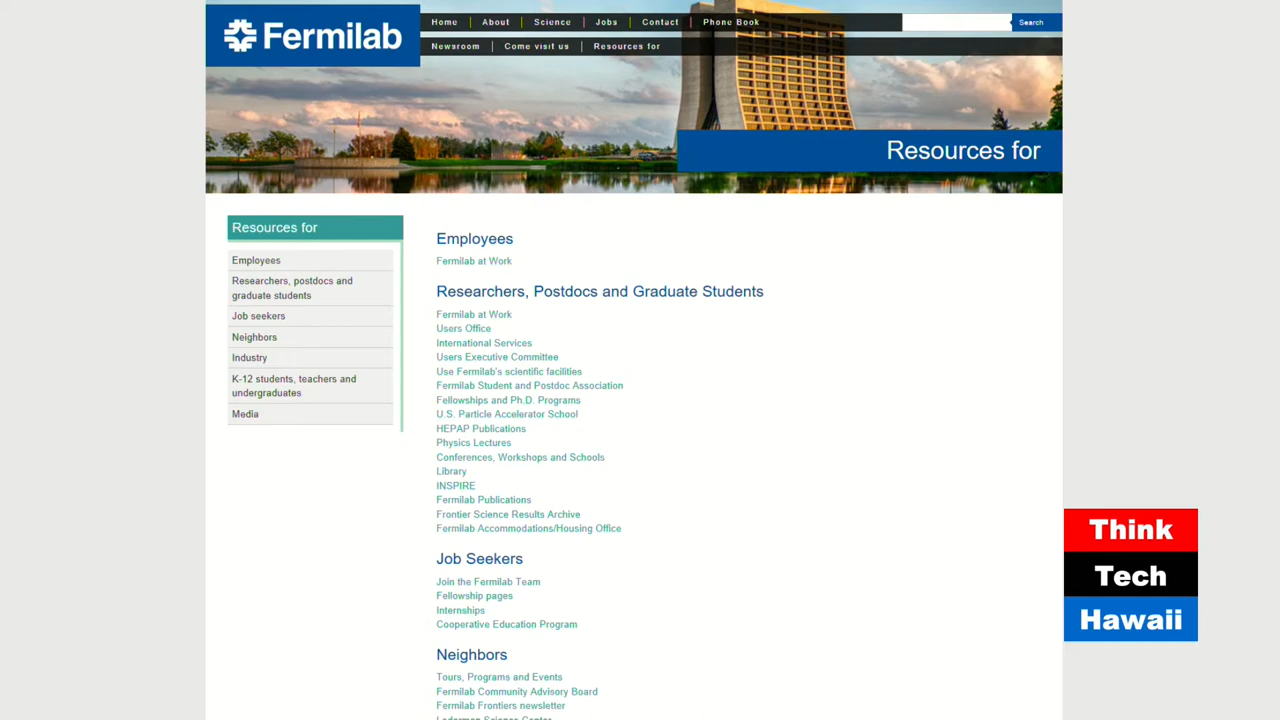 Fermilab
Home About Science Jobs Contact Phone Book
Search
Newsroom Come visit us Resources for
Resources for
Resources for
Employees
Researchers, postdocs and
graduate students
Job seekers
Neighbors
Industry
K-12 students, teachers and
undergraduates
Media
Employees
Fermilab at Work
Researchers, Postdocs and Graduate Students
Fermilab at Work
Users Office
International Services
Users Executive Committee
Use Fermilab's scientific facilities
Fermilab Student and Postdoc Association
Fellowships and Ph.D. Programs
U.S. Particle Accelerator School
HEPAP Publications
Physics Lectures
Conferences, Workshops and Schools
Library
INSPIRE
Fermilab Publications
Frontier Science Results Archive
Fermilab Accommodations/Housing Office
Job Seekers
Join the Fermilab Team
Fellowship pages
Internships
Cooperative Education Program
Neighbors
Tours, Programs and Events
Fermilab Community Advisory Board
Fermilab Frontiers newsletter
Lederman Science Center
Think
Tech
Hawaii